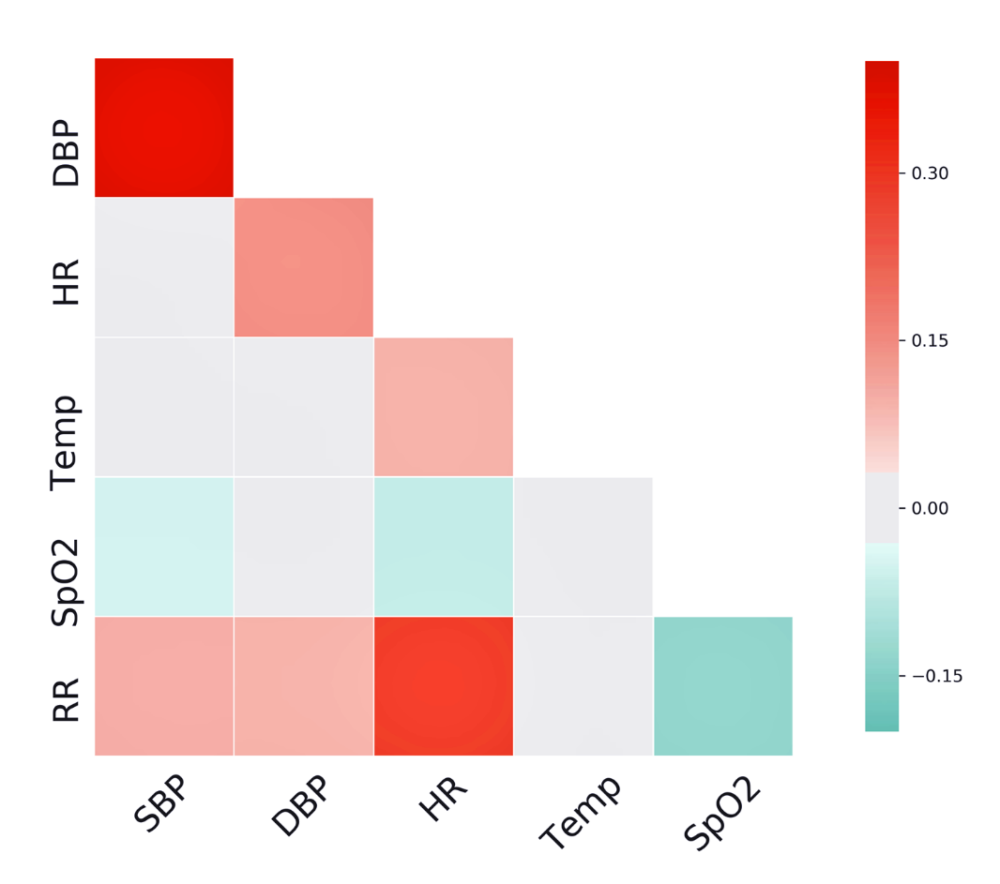 DBP
HR
Temp
SpO2
RR
SBP
DBP
HR
Temp
SpO2
0.30
0.15
0.00
−0.15